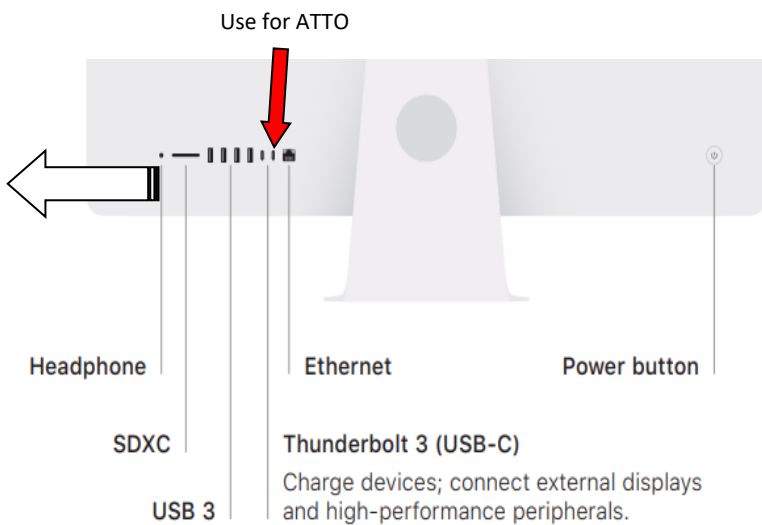 Use for ATTO
Headphone
Ethernet
Power button
SDXC
Thunderbolt 3 (USB-C)
Charge devices; connect external displays
USB 3
and high-performance peripherals.